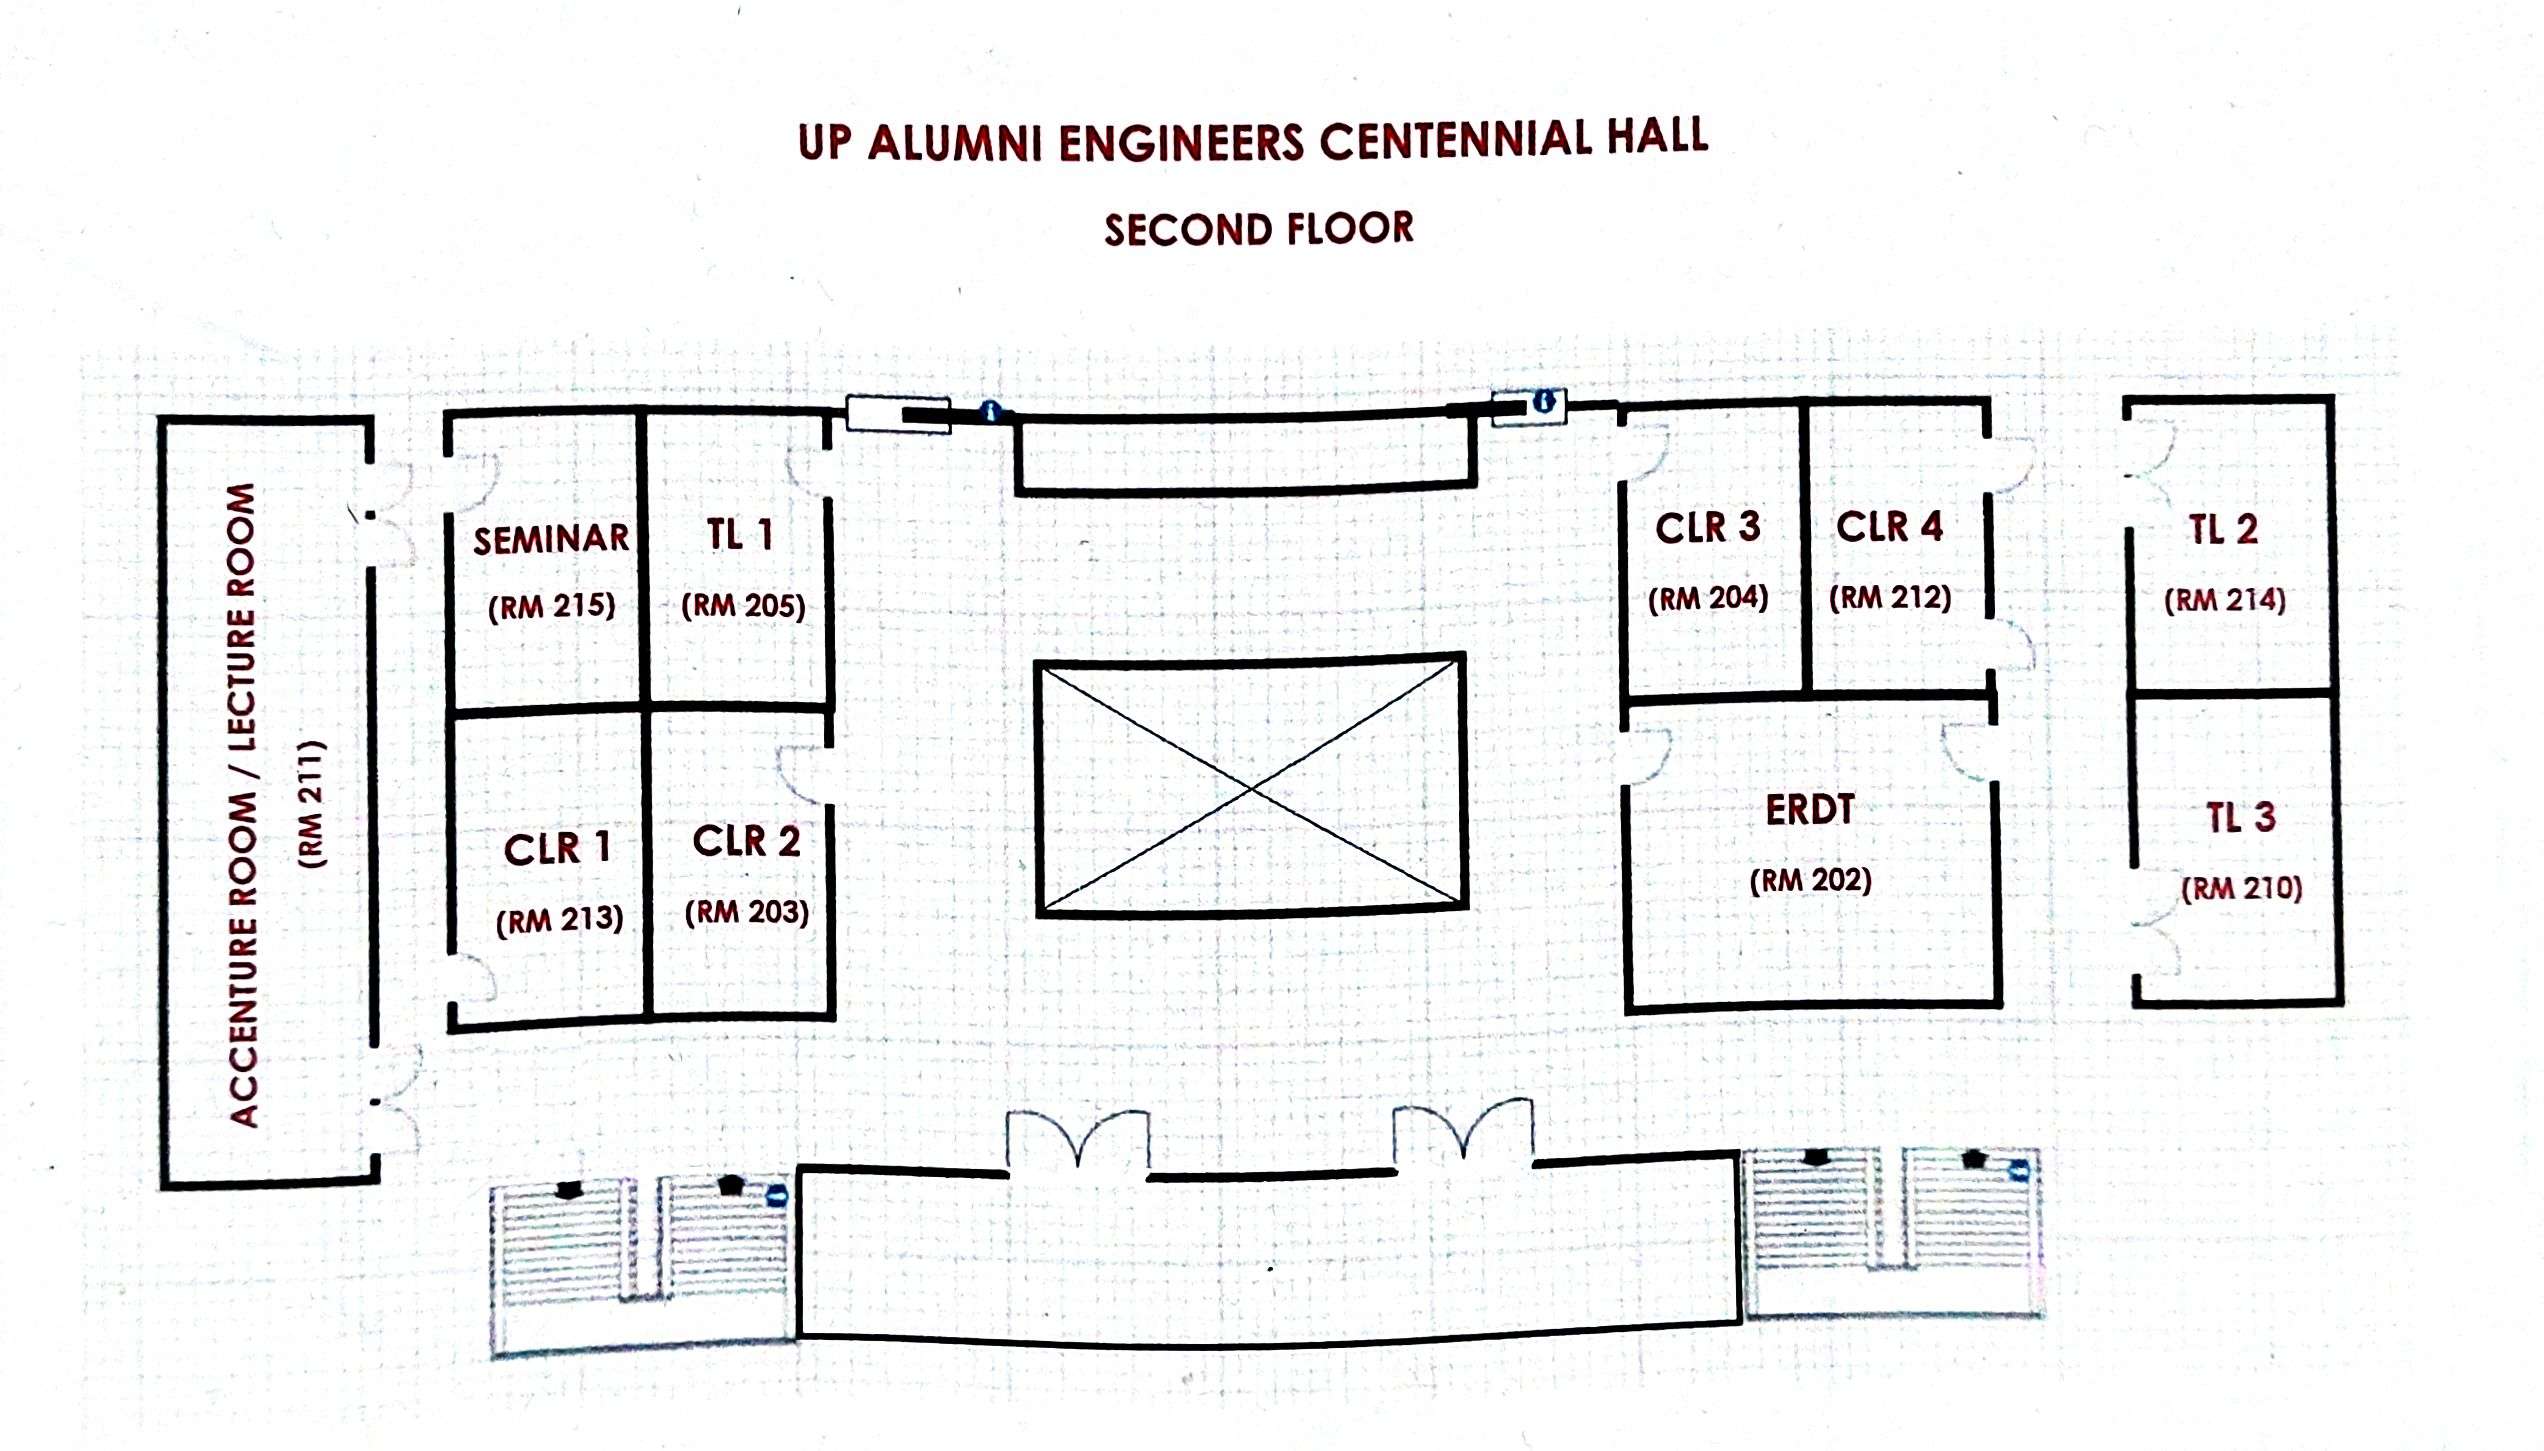 UP ALUMNI ENGINEERS CENTENNIAL HALL
SECOND FLOOR
ACCENTURE ROOM / LECTURE ROOM
(RM 211)
SEMINAR
(RM 215)
TL 1
(RM 205)
CLR 3
(RM 204)
CLR 4
(RM 212)
TL 2
(RM 214)
CLR 1
(RM 213)
CLR 2
(RM 203)
ERDT
(RM 202)
TL 3
(RM 210)